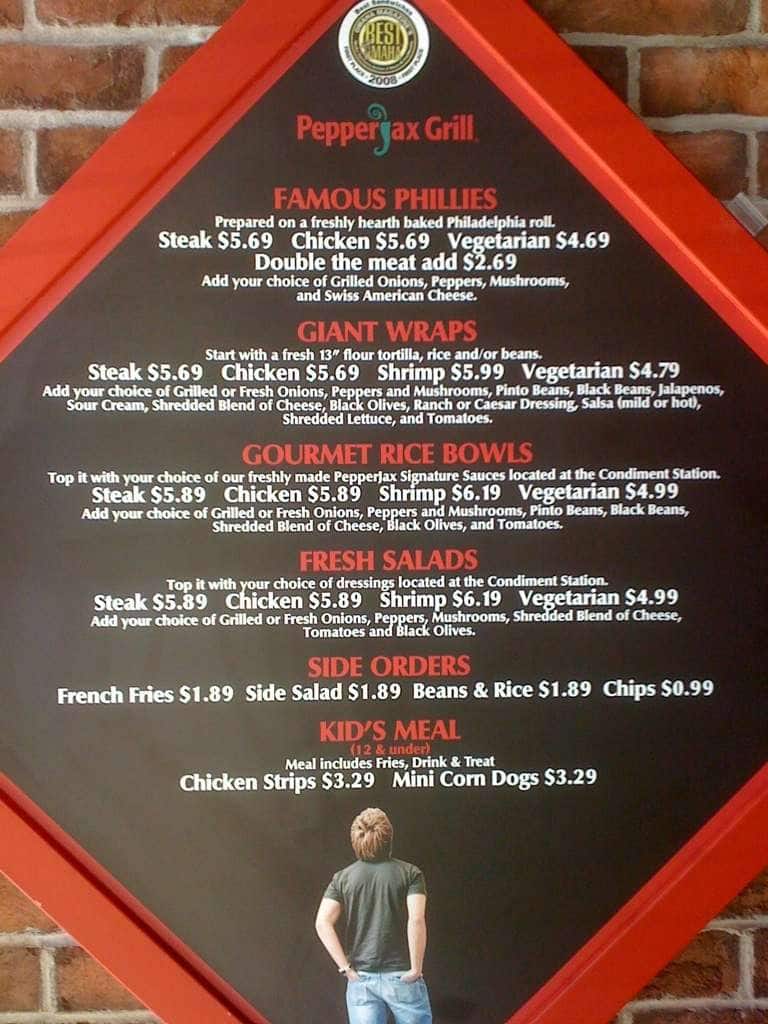 Best Sandwiches
BEST
OMAHA
FIRST PLACE 2008 FIRST PLACE
PepperJax Grill
FAMOUS PHILLIES
Prepared on a freshly hearth baked Philadelphia roll.
Steak $5.69 Chicken $5.69 Vegetarian $4.69
Double the meat add $2.69
Add your choice of Grilled Onions, Peppers, Mushrooms,
and Swiss American Cheese.
GIANT WRAPS
Start with a fresh 13" flour tortilla, rice and/or beans.
Steak $5.69 Chicken $5.69 Shrimp $5.99 Vegetarian $4.79
Add your choice of Grilled or Fresh Onions, Peppers and Mushrooms, Pinto Beans, Black Beans, Jalapenos,
Sour Cream, Shredded Blend of Cheese, Black Olives, Ranch or Caesar Dressing, Salsa (mild or hot),
Shredded Lettuce, and Tomatoes.
GOURMET RICE BOWLS
Top it with your choice of our freshly made PepperJax Signature Sauces located at the Condiment Station.
Steak $5.89 Chicken $5.89 Shrimp $6.19 Vegetarian $4.99
Add your choice of Grilled or Fresh Onions, Peppers and Mushrooms, Pinto Beans, Black Beans,
Shredded Blend of Cheese, Black Olives, and Tomatoes.
FRESH SALADS
Top it with your choice of dressings located at the Condiment Station.
Steak $5.89 Chicken $5.89 Shrimp $6.19 Vegetarian $4.99
Add your choice of Grilled or Fresh Onions, Peppers, Mushrooms, Shredded Blend of Cheese,
Tomatoes and Black Olives.
SIDE ORDERS
French Fries $1.89 Side Salad $1.89 Beans & Rice $1.89 Chips $0.99
KID'S MEAL
(12 & under)
Meal includes Fries, Drink & Treat
Chicken Strips $3.29 Mini Corn Dogs $3.29